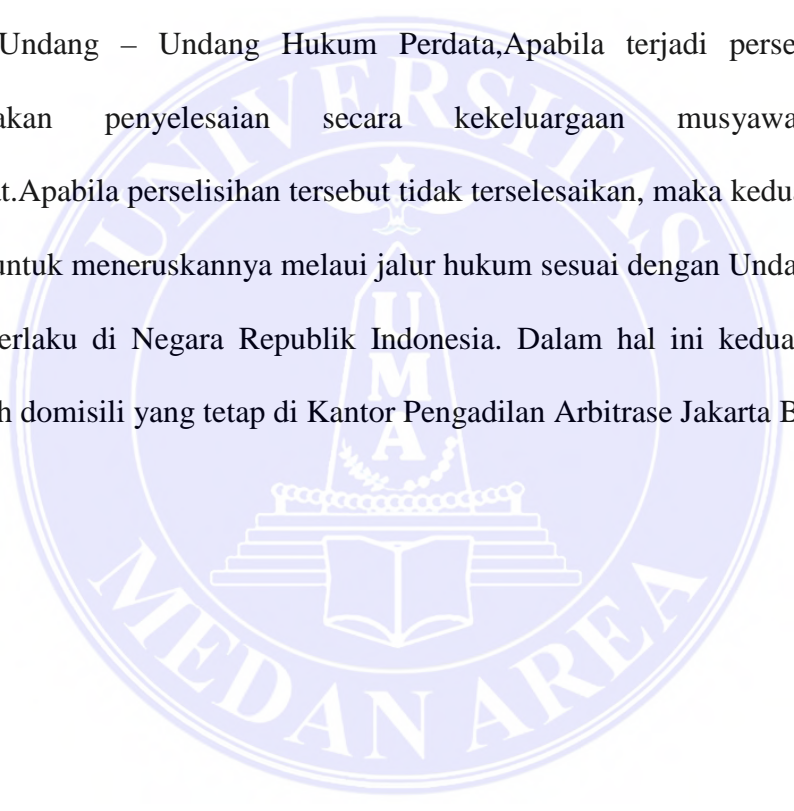 Undang – Undang Hukum Perdata,Apabila terjadi perse
akan penyelesaian secara kekeluargaan musyawa
t.Apabila perselisihan tersebut tidak terselesaikan, maka kedu
untuk meneruskannya melaui jalur hukum sesuai dengan Unda
erlaku di Negara Republik Indonesia. Dalam hal ini kedua
h domisili yang tetap di Kantor Pengadilan Arbitrase Jakarta B
UNIVERSITAS
UMA
MEDAN AREA